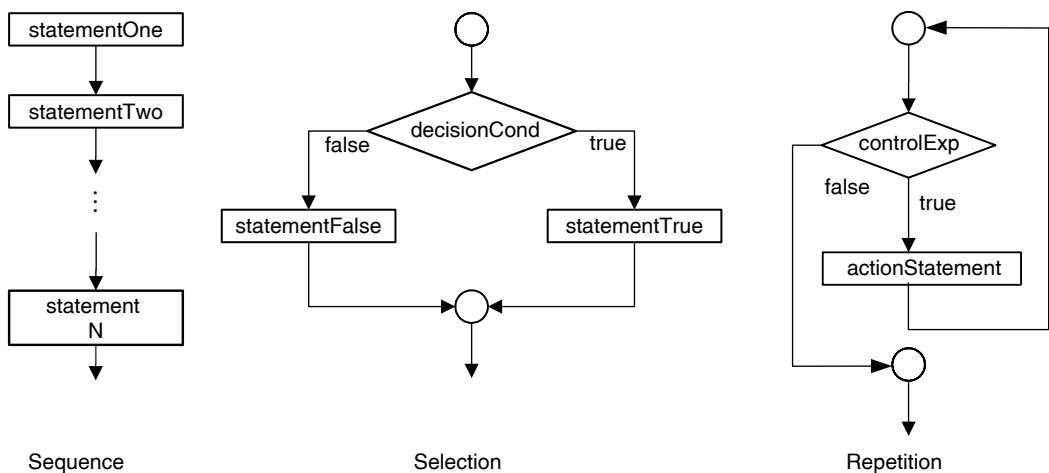 statementOne
statementTwo
statement
N
Sequence
decisionCond
false
true
statementFalse
statementTrue
Selection
controlExp
false
true
actionStatement
Repetition